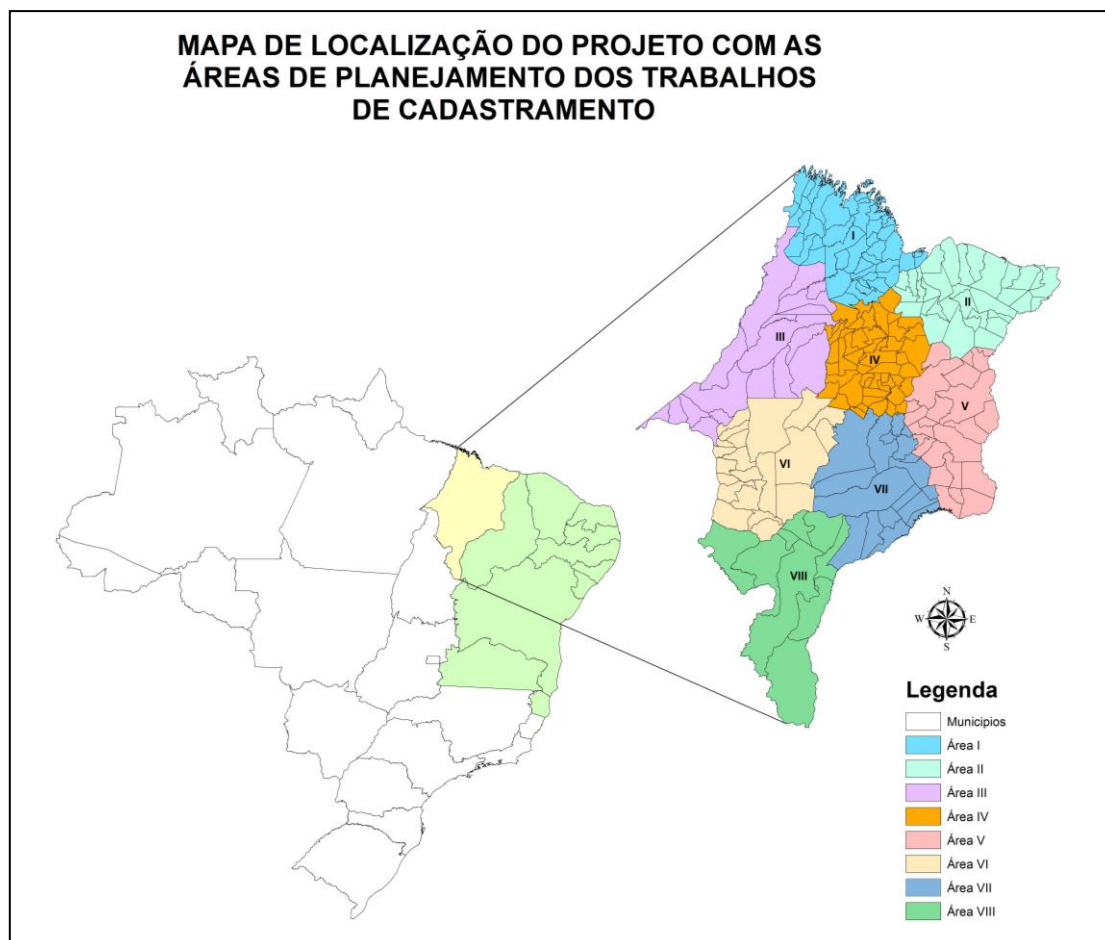 MAPA DE LOCALIZAÇÃO DO PROJETO COM AS
ÁREAS DE PLANEJAMENTO DOS TRABALHOS
DE CADASTRAMENTO
I
II
III
IV
V
VI
VII
VIII
N
W
E
S
Legenda
Municipios
Área I
Área II
Área III
Área IV
Área V
Área VI
Área VII
Área VIII